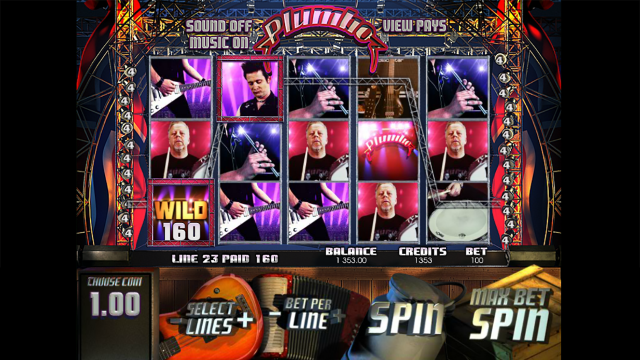 SOUND OFF
MUSIC ON
Plumbo
VIEW PAYS
Plumbo
WILD
160
LINE 23 PAID 160
BALANCE
1 353.00
CREDITS
1353
BET
100
CHOOSE COIN
1.00
- SELECT LINES +
- BET PER LINE +
SPIN
MAX BET
SPIN